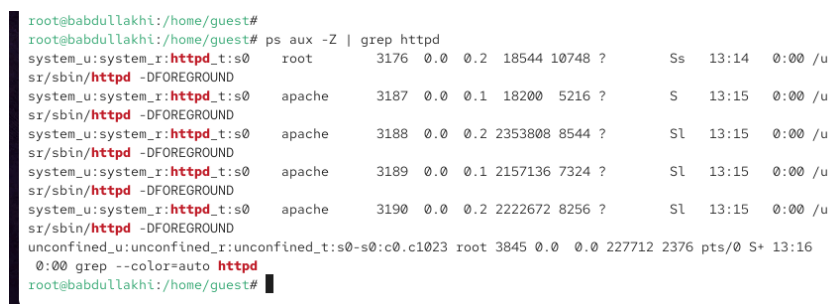 root@babdullakhi:/home/guest#
root@babdullakhi:/home/guest# ps aux -Z | grep httpd
system_u:system_r:httpd_t:s0    root      3176  0.0  0.2  18544 10748 ?        Ss   13:14   0:00 /u
sr/sbin/httpd -DFOREGROUND
system_u:system_r:httpd_t:s0    apache    3187  0.0  0.1  18200  5216 ?        S    13:15   0:00 /u
sr/sbin/httpd -DFOREGROUND
system_u:system_r:httpd_t:s0    apache    3188  0.0  0.2 2353808 8544 ?        Sl   13:15   0:00 /u
sr/sbin/httpd -DFOREGROUND
system_u:system_r:httpd_t:s0    apache    3189  0.0  0.1 2157136 7324 ?        Sl   13:15   0:00 /u
sr/sbin/httpd -DFOREGROUND
system_u:system_r:httpd_t:s0    apache    3190  0.0  0.2 2222672 8256 ?        Sl   13:15   0:00 /u
sr/sbin/httpd -DFOREGROUND
unconfined_u:unconfined_r:unconfined_t:s0-s0:c0.c1023 root 3845 0.0  0.0 227712 2376 pts/0 S+ 13:16
 0:00 grep --color=auto httpd
root@babdullakhi:/home/guest#